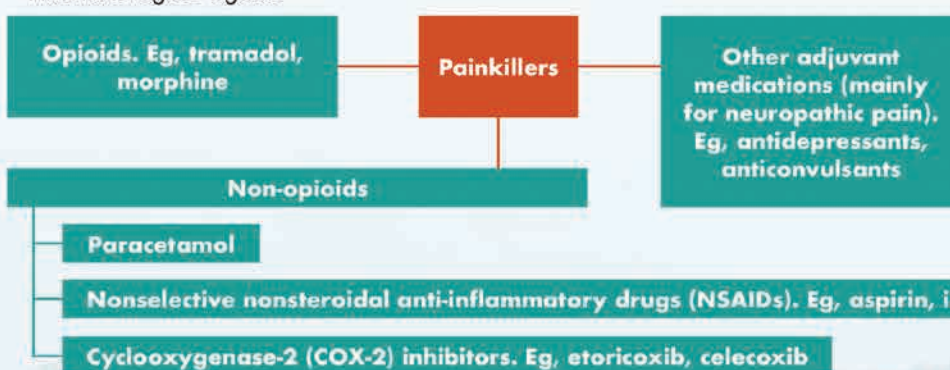 Opioids. Eg, tramadol,
morphine
Painkillers
Other adjuvant
medications (mainly
for neuropathic pain).
Eg, antidepressants,
anticonvulsants
Non-opioids
Paracetamol
Nonselective nonsteroidal anti-inflammatory drugs (NSAIDs). Eg, aspirin,
Cyclooxygenase-2 (COX-2) inhibitors. Eg, etoricoxib, celecoxib